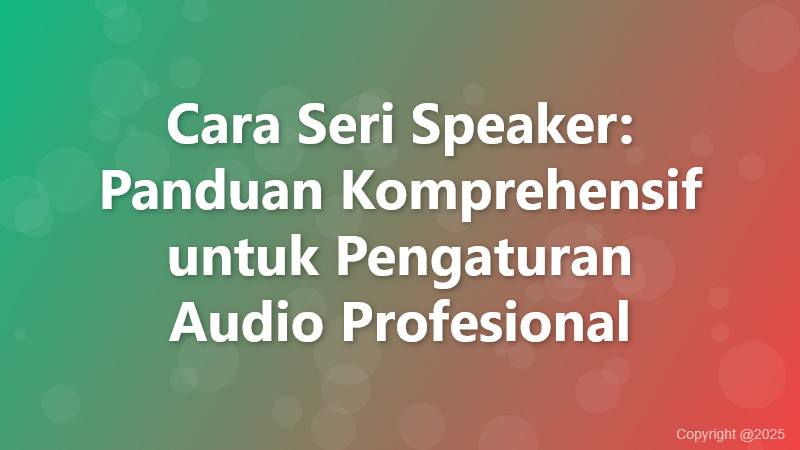 Cara Seri Speaker:
Panduan Komprehensif
untuk Pengaturan
Audio Profesional
Copyright @2025